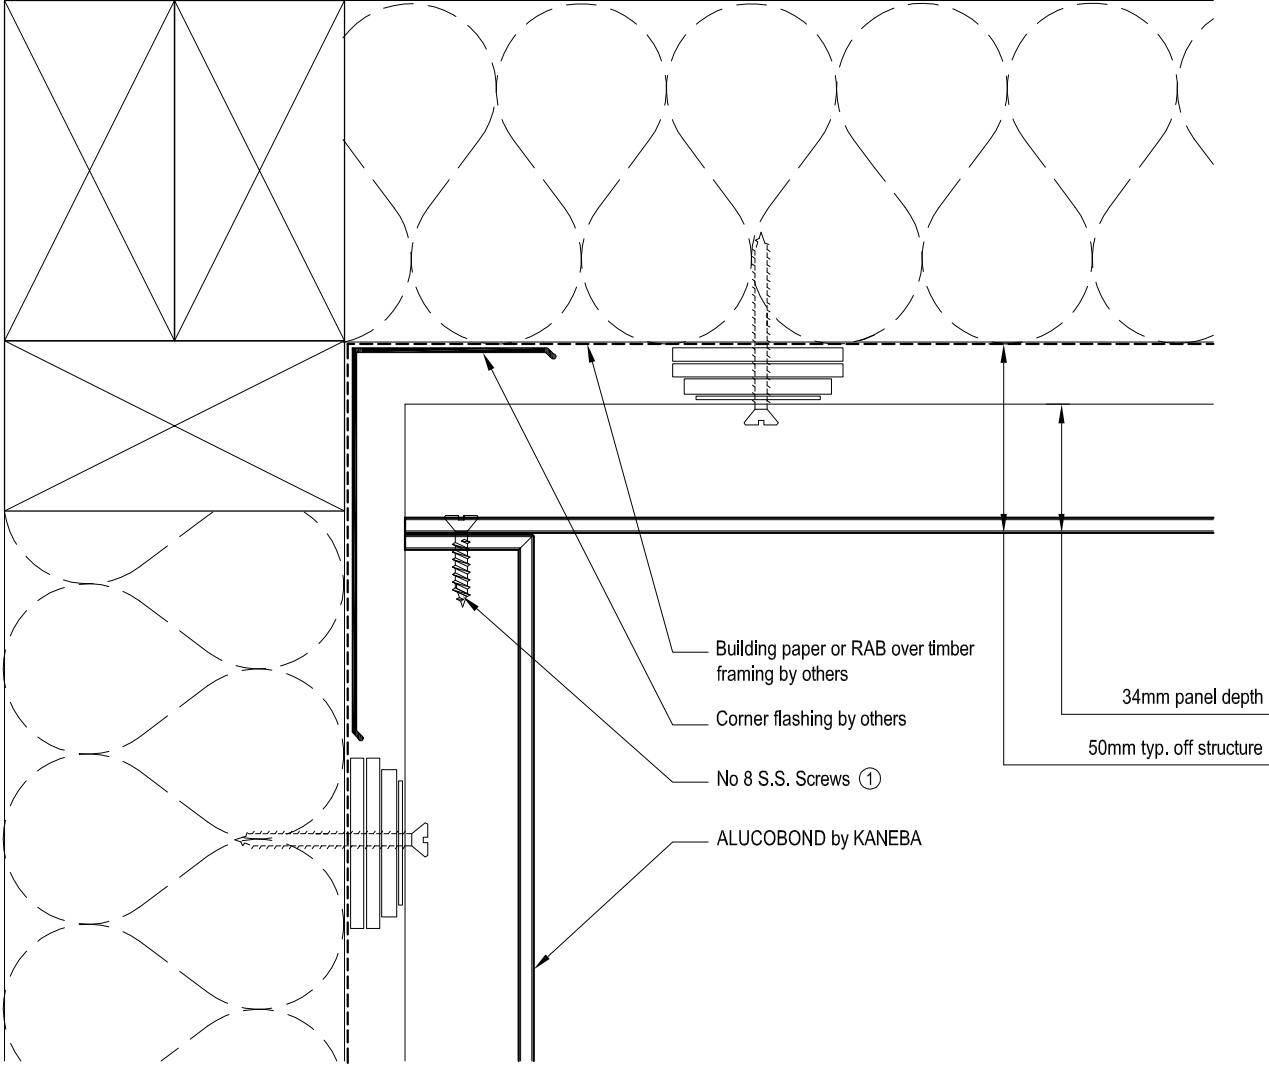 Building paper or RAB over timber
framing by others
Corner flashing by others
No 8 S.S. Screws 1
ALUCOBOND by KANEBA
34mm panel depth
50mm typ. off structure